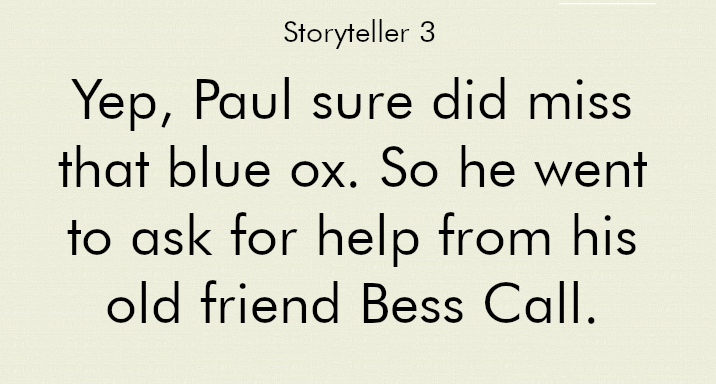 Storyteller 3
Yep, Paul sure did miss
that blue ox. So he went
to ask for help from his
old friend Bess Call.